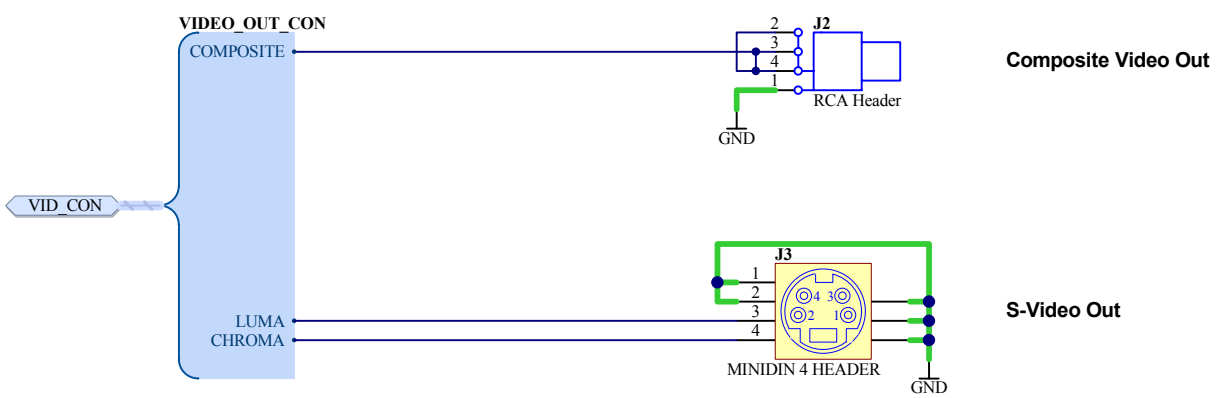 VIDEO_OUT_CON
COMPOSITE
2
3
4
1
J2
RCA Header
GND
Composite Video Out
VID_CON
LUMA
CHROMA
J3
1
2
3
4
4 3
2 1
MINIDIN 4 HEADER
GND
S-Video Out